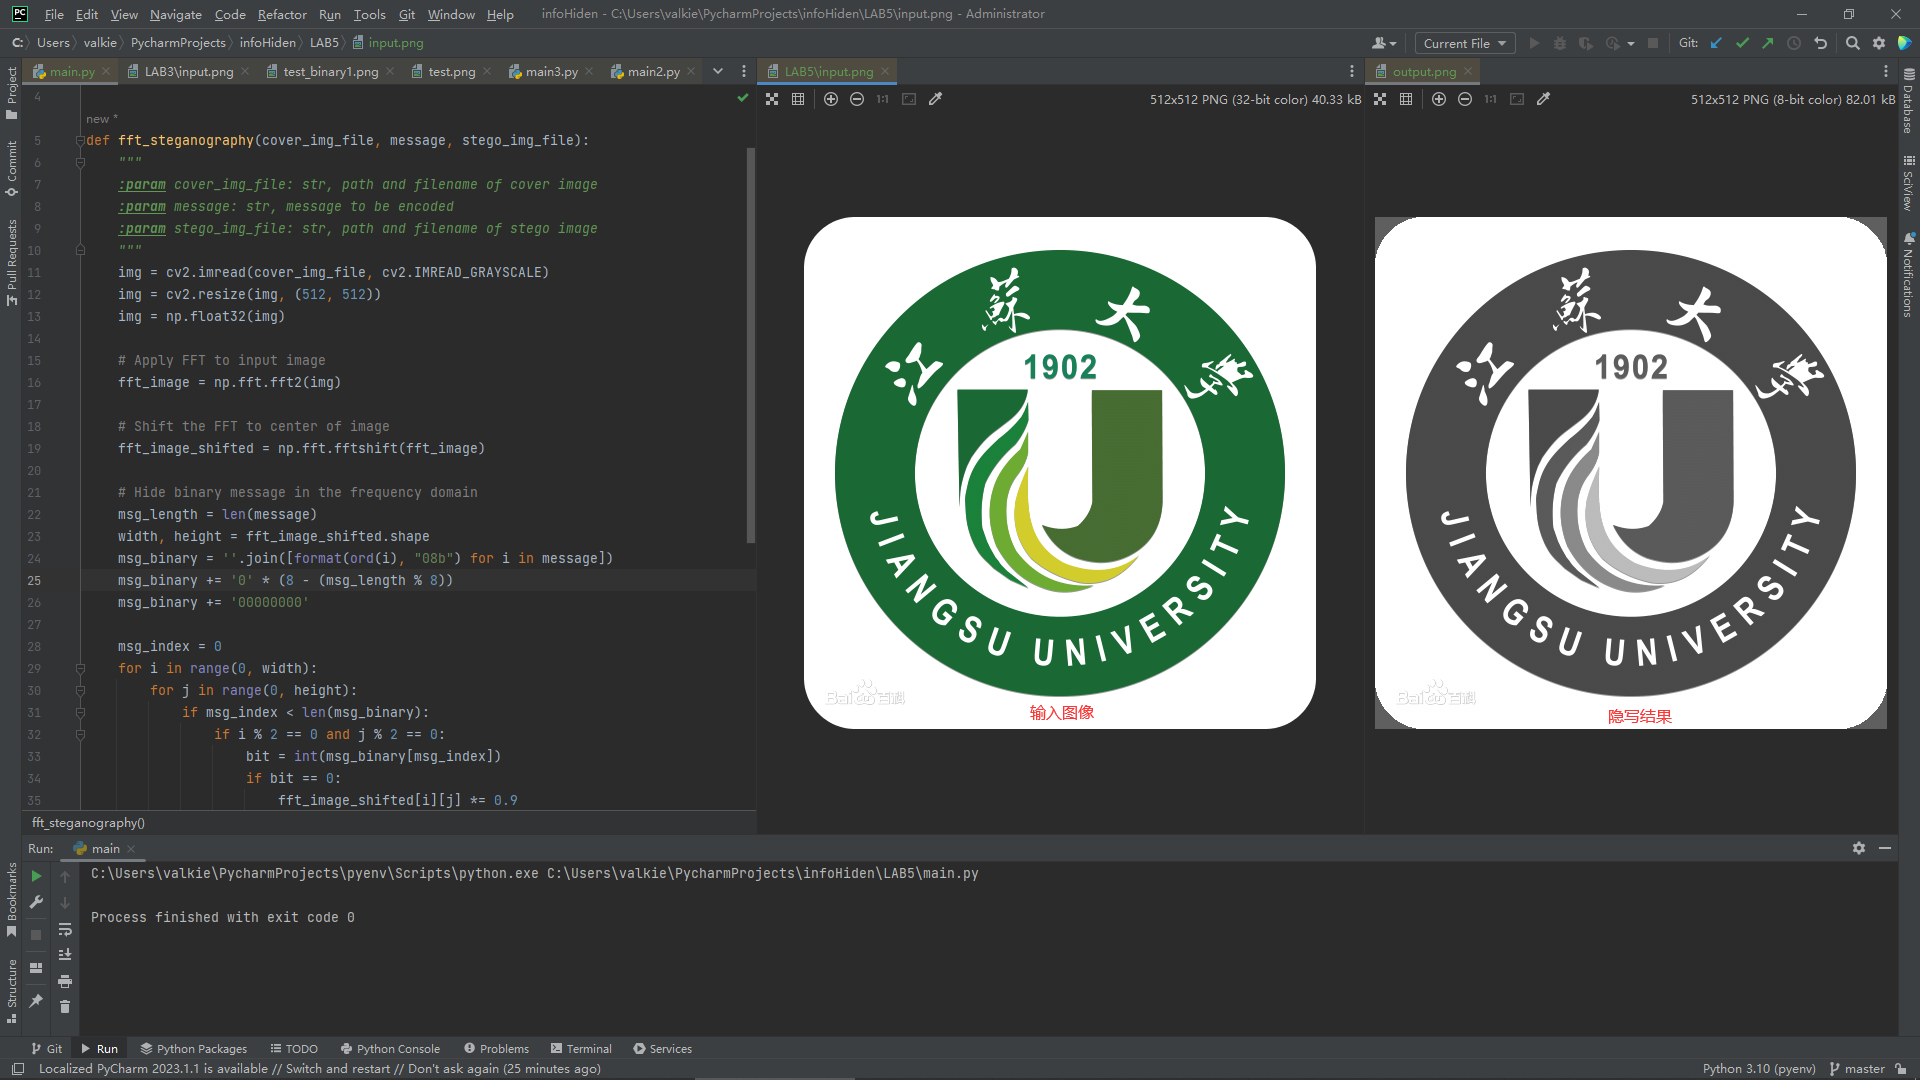 File Edit View Navigate Code Refactor Run Tools Git Window Help infoHiden - C:\Users\valkie\PycharmProjects\infoHiden\LAB5\input.png - Administrator
C: Users valkie PycharmProjects infoHiden LAB5 input.png
Current File
Git:
main.py LAB3\input.png test_binary1.png test.png main3.py main2.py LAB5\input.png output.png
1:1 512x512 PNG (32-bit color) 40.33 kB
1:1 512x512 PNG (8-bit color) 82.01 kB
Project
Commit
Pull Requests
Bookmarks
Structure
Database
SciView
Notifications
4
new *
5 def fft_steganography(cover_img_file, message, stego_img_file):
6 """
7 :param cover_img_file: str, path and filename of cover image
8 :param message: str, message to be encoded
9 :param stego_img_file: str, path and filename of stego image
10 """
11 img = cv2.imread(cover_img_file, cv2.IMREAD_GRAYSCALE)
12 img = cv2.resize(img, (512, 512))
13 img = np.float32(img)
14
15 # Apply FFT to input image
16 fft_image = np.fft.fft2(img)
17
18 # Shift the FFT to center of image
19 fft_image_shifted = np.fft.fftshift(fft_image)
20
21 # Hide binary message in the frequency domain
22 msg_length = len(message)
23 width, height = fft_image_shifted.shape
24 msg_binary = ''.join([format(ord(i), "08b") for i in message])
25 msg_binary += '0' * (8 - (msg_length % 8))
26 msg_binary += '00000000'
27
28 msg_index = 0
29 for i in range(0, width):
30 for j in range(0, height):
31 if msg_index < len(msg_binary):
32 if i % 2 == 0 and j % 2 == 0:
33 bit = int(msg_binary[msg_index])
34 if bit == 0:
35 fft_image_shifted[i][j] *= 0.9
fft_steganography()
江蘇大學
1902
JIANGSU UNIVERSITY
Bai百科
输入图像
江蘇大學
1902
JIANGSU UNIVERSITY
Bai百科
隐写结果
Run: main
C:\Users\valkie\PycharmProjects\pyenv\Scripts\python.exe C:\Users\valkie\PycharmProjects\infoHiden\LAB5\main.py
Process finished with exit code 0
Git Run Python Packages TODO Python Console Problems Terminal Services
Localized PyCharm 2023.1.1 is available // Switch and restart // Don't ask again (25 minutes ago)
Python 3.10 (pyenv) master